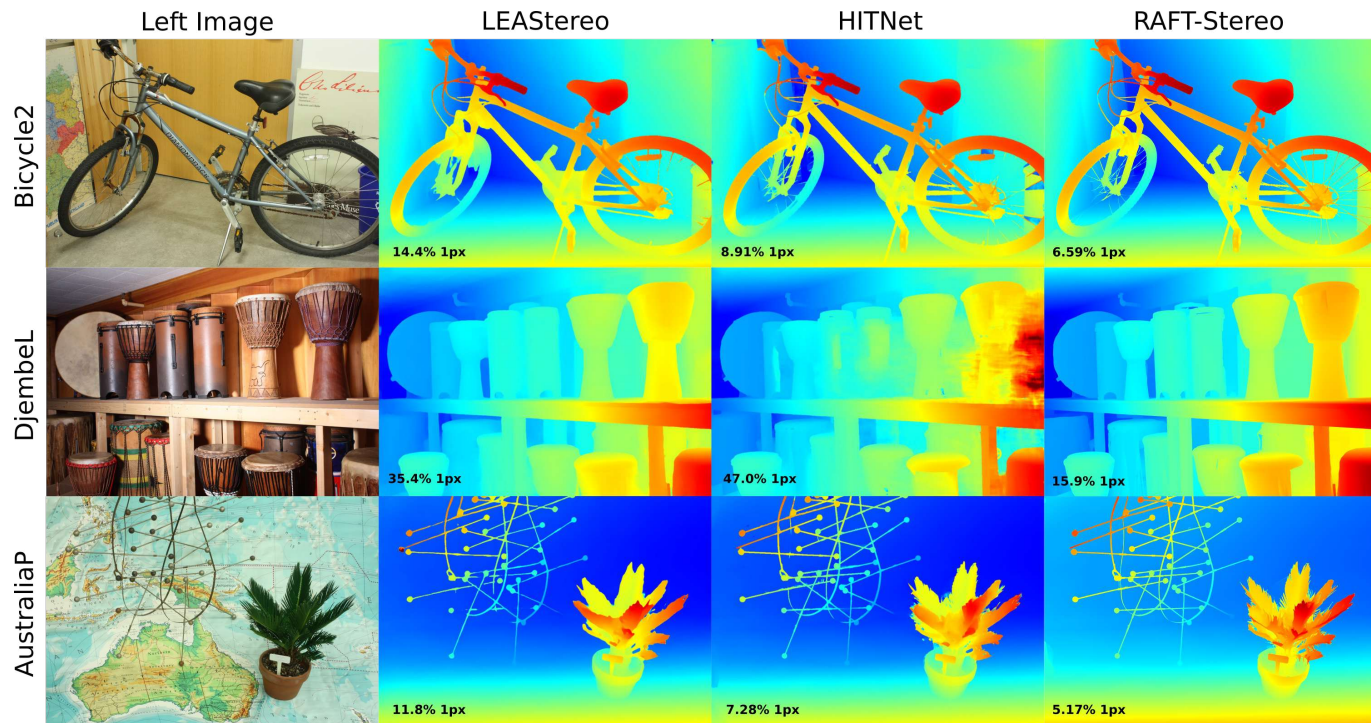 Left Image LEAStereo HITNet RAFT-Stereo
Bicycle2
14.4% 1px 8.91% 1px 6.59% 1px
DjembeL
35.4% 1px 47.0% 1px 15.9% 1px
AustraliaP
11.8% 1px 7.28% 1px 5.17% 1px